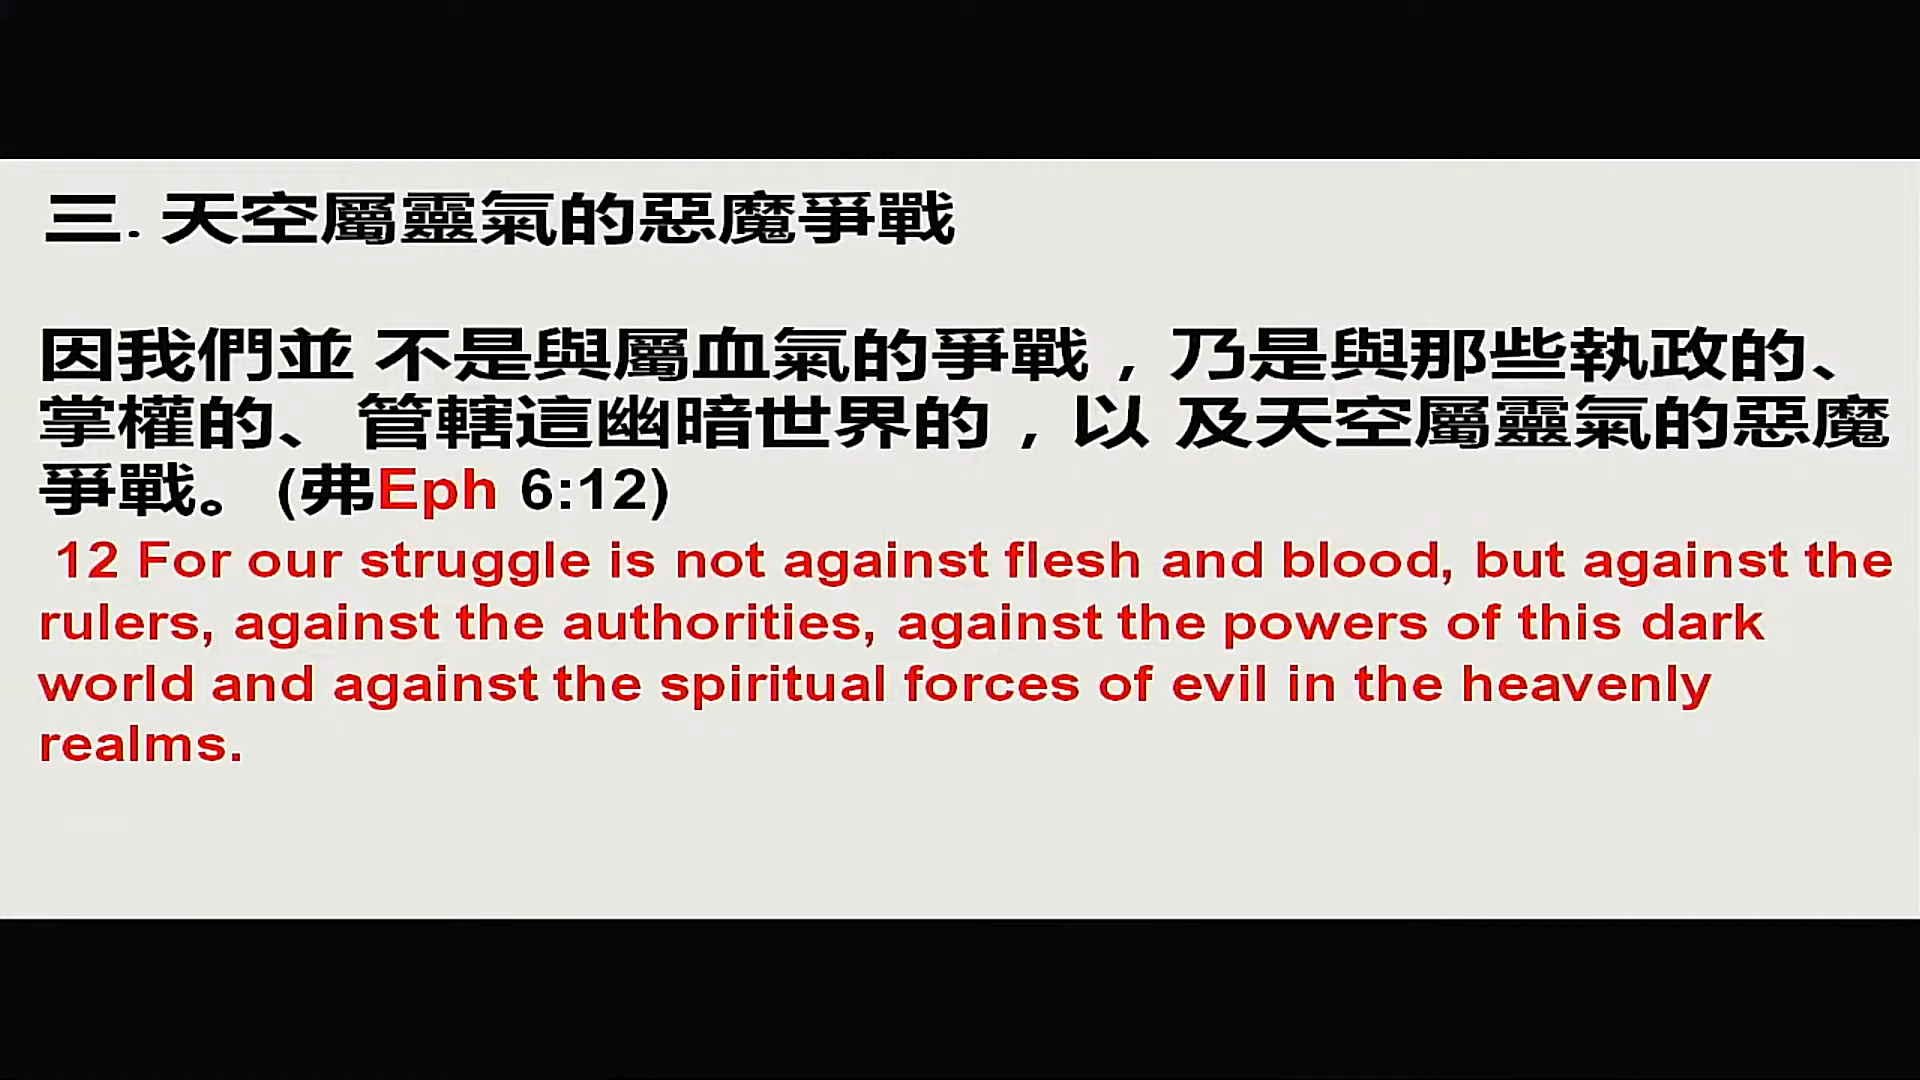 三. 天空屬靈氣的惡魔爭戰
因我們並 不是與屬血氣的爭戰，乃是與那些執政的、
掌權的、管轄這幽暗世界的，以 及天空屬靈氣的惡魔
爭戰。 (弗Eph 6:12)
12 For our struggle is not against flesh and blood, but against the
rulers, against the authorities, against the powers of this dark
world and against the spiritual forces of evil in the heavenly
realms.